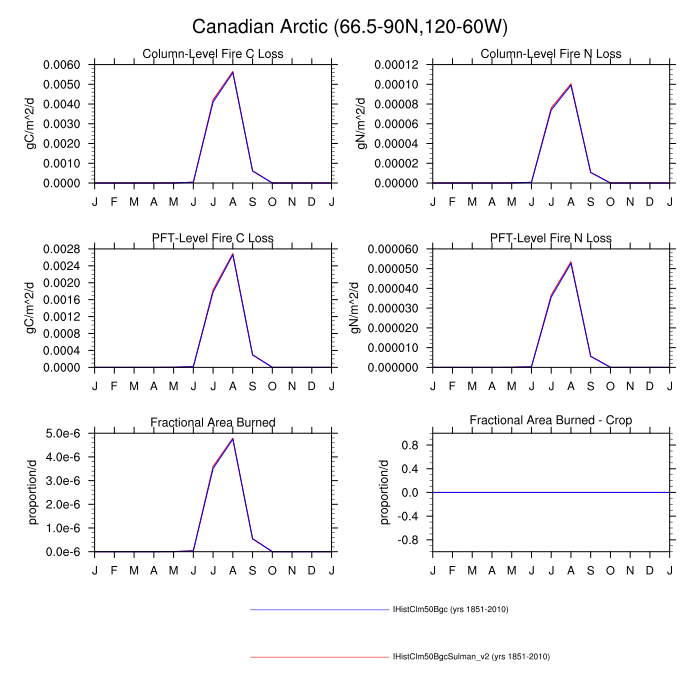 Canadian Arctic (66.5-90N,120-60W)
Column-Level Fire C Loss
gC/m^2/d
0.0060
0.0050
0.0040
0.0030
0.0020
0.0010
0.0000
J F M A M J J A S O N D J
Column-Level Fire N Loss
gN/m^2/d
0.00012
0.00010
0.00008
0.00006
0.00004
0.00002
0.00000
J F M A M J J A S O N D J
PFT-Level Fire C Loss
gC/m^2/d
0.0028
0.0024
0.0020
0.0016
0.0012
0.0008
0.0004
0.0000
J F M A M J J A S O N D J
PFT-Level Fire N Loss
gN/m^2/d
0.000060
0.000050
0.000040
0.000030
0.000020
0.000010
0.000000
J F M A M J J A S O N D J
Fractional Area Burned
proportion/d
5.0e-6
4.0e-6
3.0e-6
2.0e-6
1.0e-6
0.0e-6
J F M A M J J A S O N D J
Fractional Area Burned - Crop
proportion/d
0.8
0.4
0.0
-0.4
-0.8
J F M A M J J A S O N D J
IHistClm50Bgc (yrs 1851-2010)
IHistClm50BgcSulman_v2 (yrs 1851-2010)